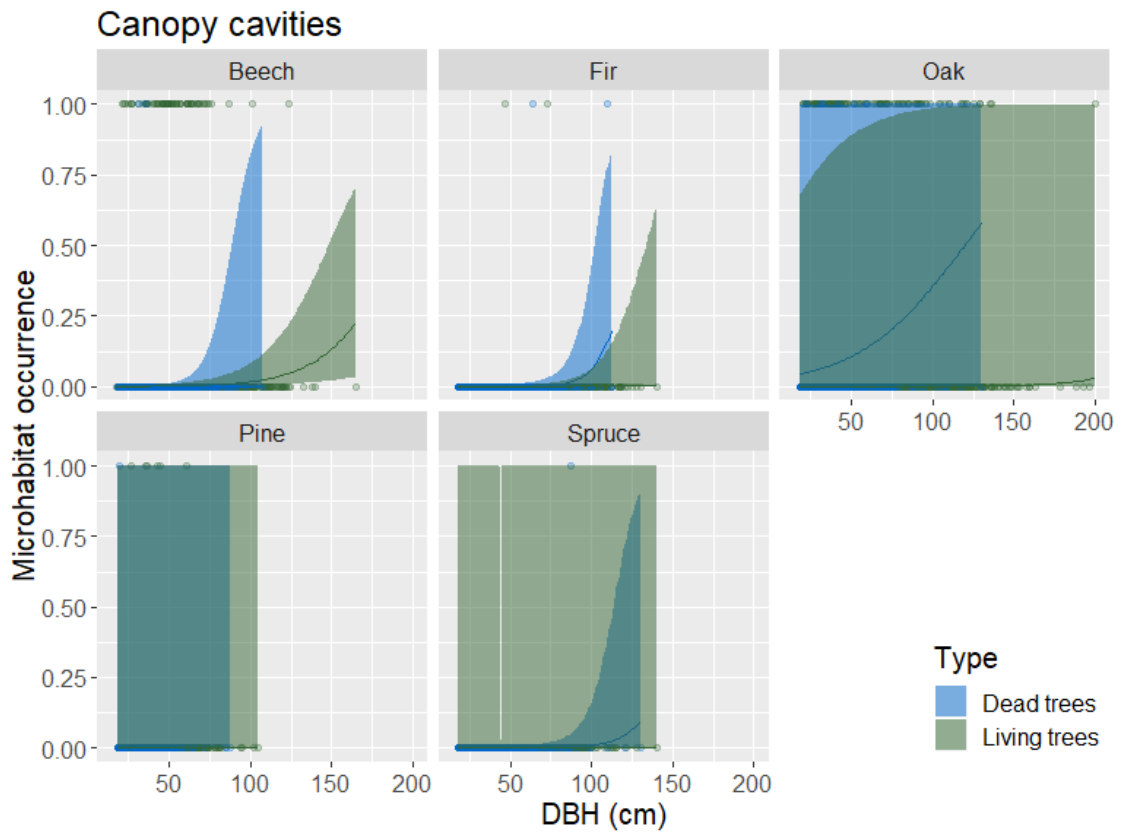 Canopy cavities
Beech
Fir
Oak
1.00
0.75
0.50
0.25
0.00
50 100 150 200
Pine
Spruce
1.00
0.75
0.50
0.25
0.00
50 100 150 200
50 100 150 200
Microhabitat occurrence
DBH (cm)
Type
Dead trees
Living trees